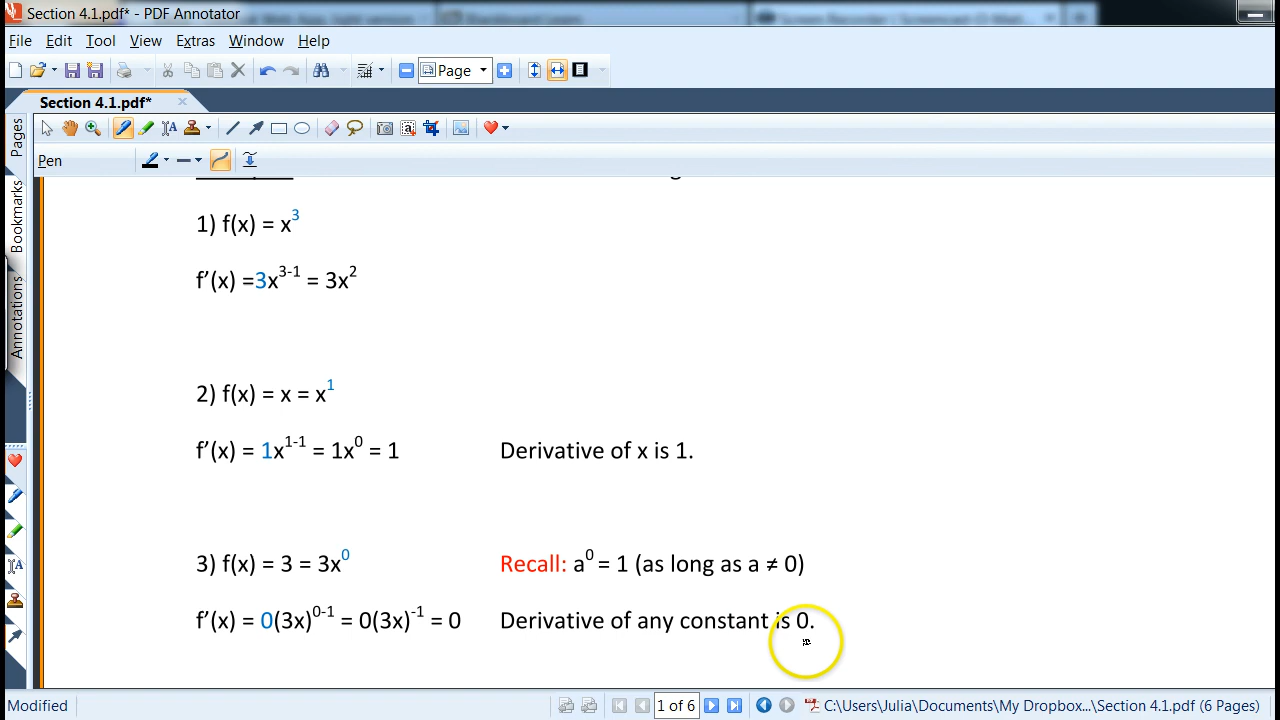 Section 4.1.pdf* - PDF Annotator
File Edit Tool View Extras Window Help
Page
Section 4.1.pdf*
Pen
Pages
Bookmarks
Annotations
1) f(x) = x³
f’(x) =3x³⁻¹ = 3x²
2) f(x) = x = x¹
f’(x) = 1x¹⁻¹ = 1x⁰ = 1 Derivative of x is 1.
3) f(x) = 3 = 3x⁰ Recall: a⁰ = 1 (as long as a ≠ 0)
f’(x) = 0(3x)⁰⁻¹ = 0(3x)⁻¹ = 0 Derivative of any constant is 0.
Modified 1 of 6 C:\Users\Julia\Documents\My Dropbox...\Section 4.1.pdf (6 Pages)